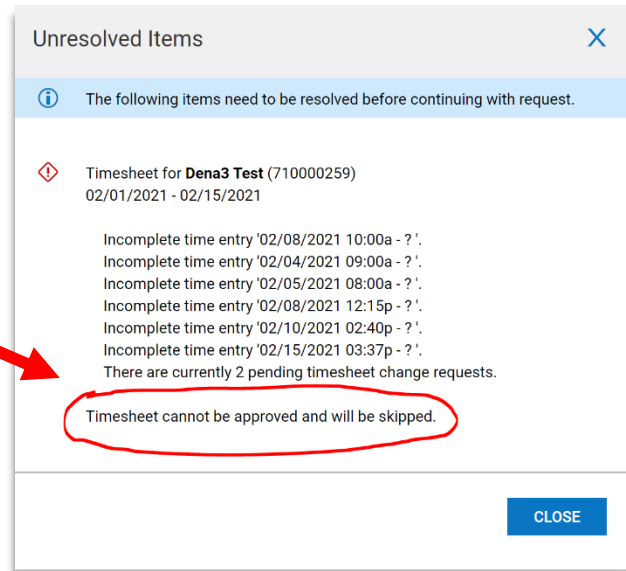 Unresolved Items
X
The following items need to be resolved before continuing with request.
Timesheet for Dena3 Test (710000259)
02/01/2021 - 02/15/2021
Incomplete time entry '02/08/2021 10:00a - ? '.
Incomplete time entry '02/04/2021 09:00a - ? '.
Incomplete time entry '02/05/2021 08:00a - ? '.
Incomplete time entry '02/08/2021 12:15p - ? '.
Incomplete time entry '02/10/2021 02:40p - ? '.
Incomplete time entry '02/15/2021 03:37p - ? '.
There are currently 2 pending timesheet change requests.
Timesheet cannot be approved and will be skipped.
CLOSE